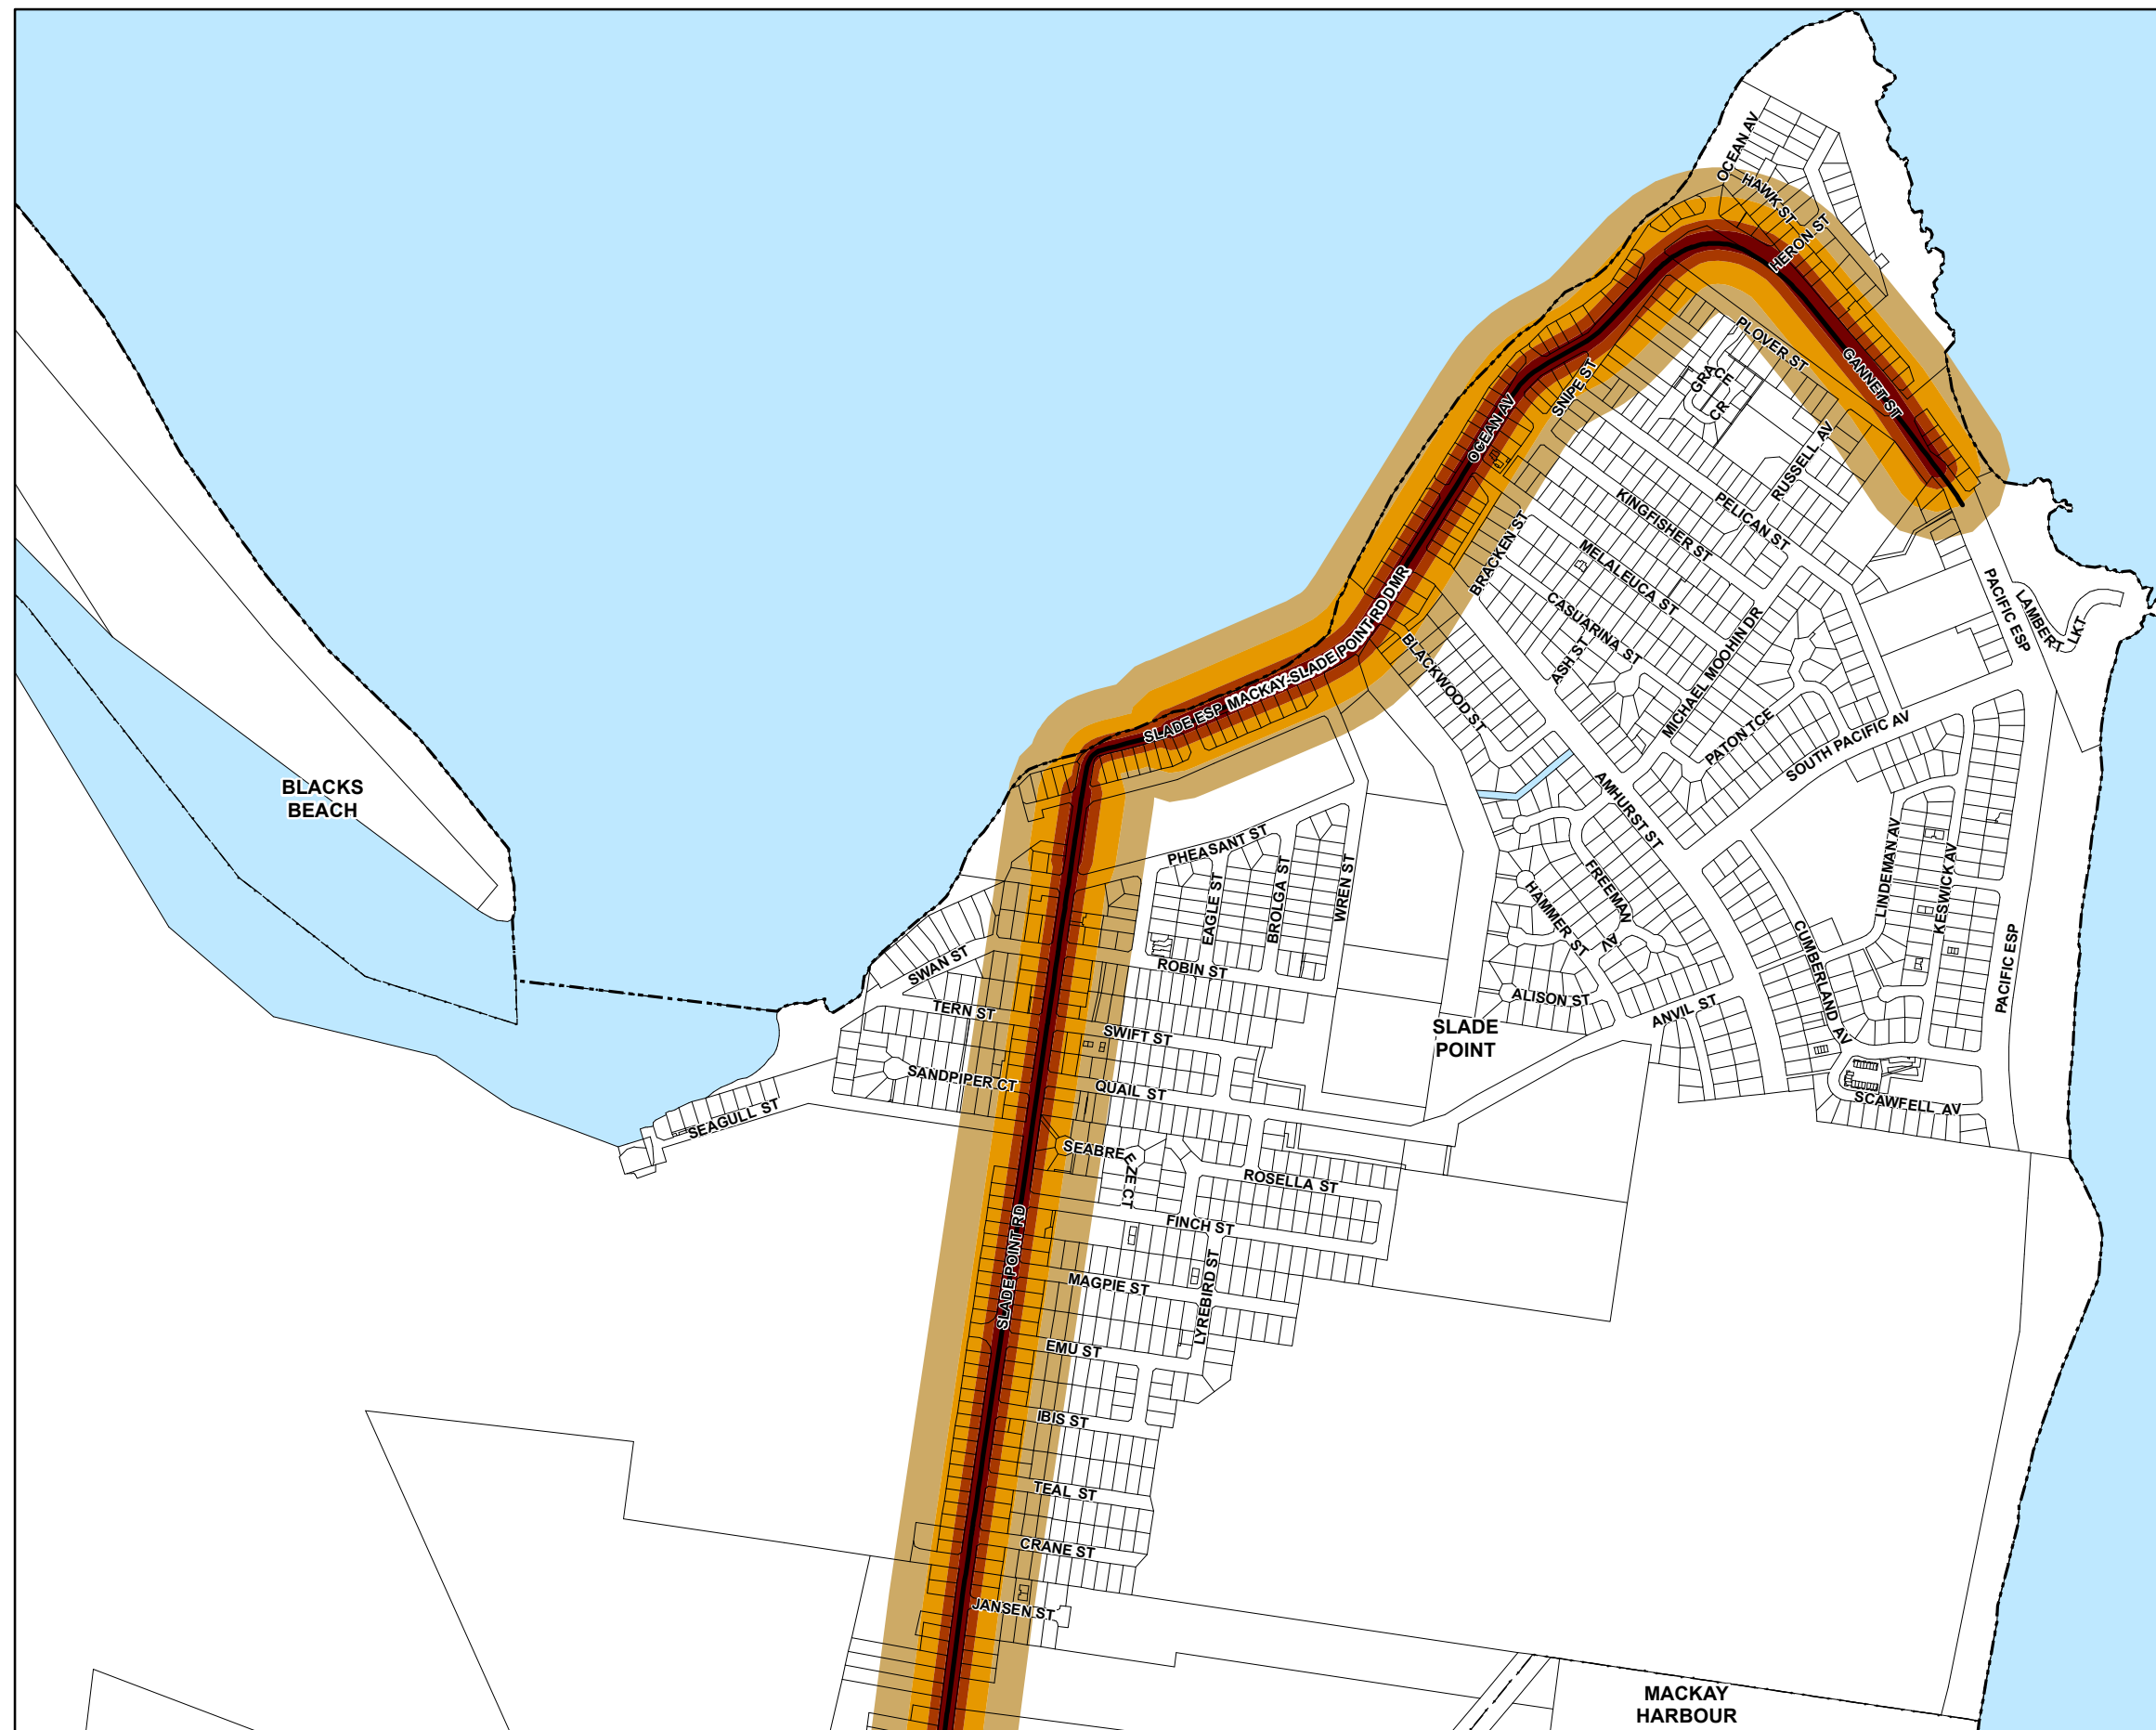 OCEAN AV
HAWK ST
HERON ST
PLOVER ST
GANNET ST
GRACE
CR
SNIPE ST
OCEAN AV
RUSSELL AV
PELICAN ST
KINGFISHER ST
BRACKEN ST
MELALEUCA ST
CASUARINA ST
ASH ST
MICHAEL MOOHIN DR
PACIFIC ESP
LAMBERT
LKT
BLACKWOOD ST
SLADE ESP MACKAY-SLADE POINT RD DMR
PATON TCE
SOUTH PACIFIC AV
BLACKS
BEACH
AMHURST ST
PHEASANT ST
EAGLE ST
BROLGA ST
WREN ST
FREEMAN
AV
HAMMER ST
LINDEMAN AV
KESWICK AV
CUMBERLAND AV
PACIFIC ESP
SWAN ST
ROBIN ST
TERN ST
SWIFT ST
ALISON ST
ANVIL ST
SLADE
POINT
SANDPIPER CT
QUAIL ST
SEAGULL ST
SCAWFELL AV
SEABREEZE CT
ROSELLA ST
SLADE POINT RD
FINCH ST
MAGPIE ST
LYREBIRD ST
EMU ST
IBIS ST
TEAL ST
CRANE ST
JANSEN ST
MACKAY
HARBOUR